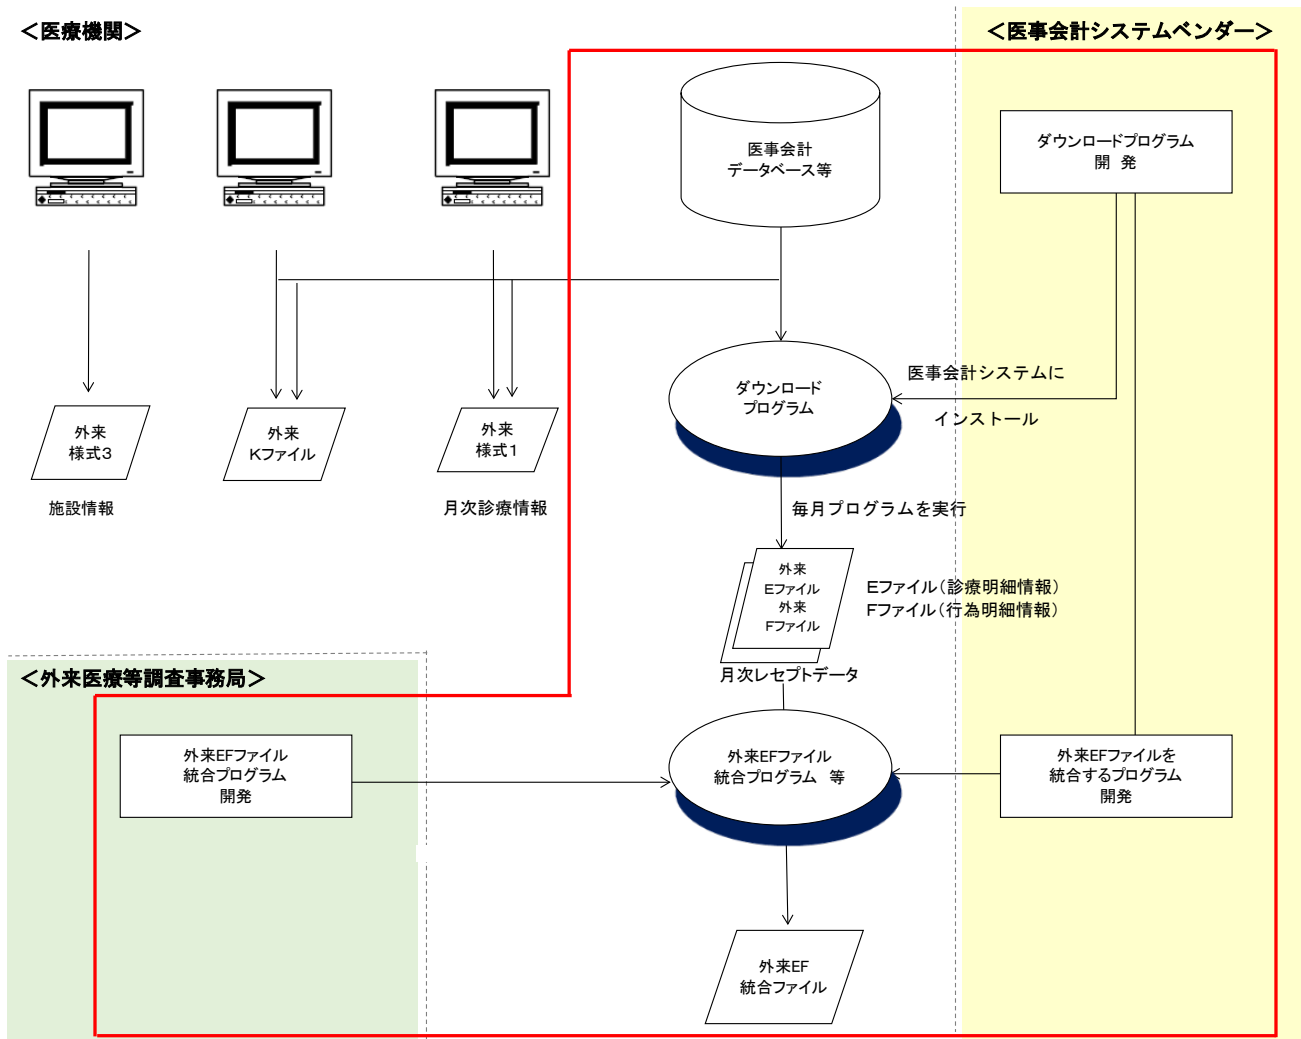 ＜医療機関＞
＜医事会計システムベンダー＞
医事会計
データベース等
ダウンロードプログラム
開 発
ダウンロード
プログラム
医事会計システムに
インストール
外来
様式3
外来
Kファイル
外来
様式1
施設情報
月次診療情報
毎月プログラムを実行
外来
Eファイル
外来
Fファイル
Eファイル（診療明細情報）
Fファイル（行為明細情報）
月次レセプトデータ
＜外来医療等調査事務局＞
外来EFファイル
統合プログラム
開発
外来EFファイル
統合プログラム 等
外来EFファイルを
統合するプログラム
開発
外来EF
統合ファイル